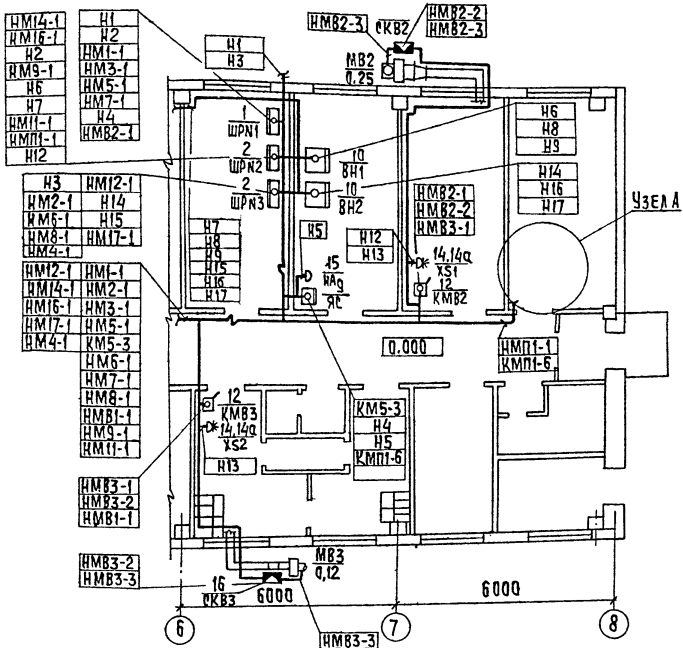 НМ14-1
НМ16-1
Н2
НМ9-1
Н6
Н7
НМ11-1
НМП1-1
Н12
Н1
Н2
НМ1-1
НМ3-1
НМ5-1
НМ7-1
Н4
НМВ2-1
Н1
Н3
НМВ2-3
СКВ2
НМВ2-2
НМВ2-3
МВ2
0.25
1
ШРN1
2
ШРN2
2
ШРN3
10
ВН1
10
ВН2
Н6
Н8
Н9
Н14
Н16
Н17
УЗЕЛ А
Н3 НМ12-1
НМ2-1 Н14
НМ6-1 Н15
НМ8-1 НМ17-1
НМ4-1
Н7
Н8
Н9
Н15
Н16
Н17
Н5
15
НАд
ЯС
Н12
Н13
НМВ2-1
НМВ2-2
НМВ3-1
14.14а
XS1
12
КМВ2
НМ12-1 НМ1-1
НМ14-1 НМ2-1
НМ16-1 НМ3-1
НМ17-1 НМ5-1
НМ4-1 КМ5-3
НМ6-1
НМ7-1
НМ8-1
НМВ1-1
НМ9-1
НМ11-1
0.000
НМП1-1
КМП1-6
12
КМВ3
14.14а
XS2
Н13
КМ5-3
Н4
Н5
КМП1-6
НМВ3-1
НМВ3-2
НМВ1-1
НМВ3-2
НМВ3-3
16
СКВ3
МВ3
0,12
6000
6000
НМВ3-3
6
7
8